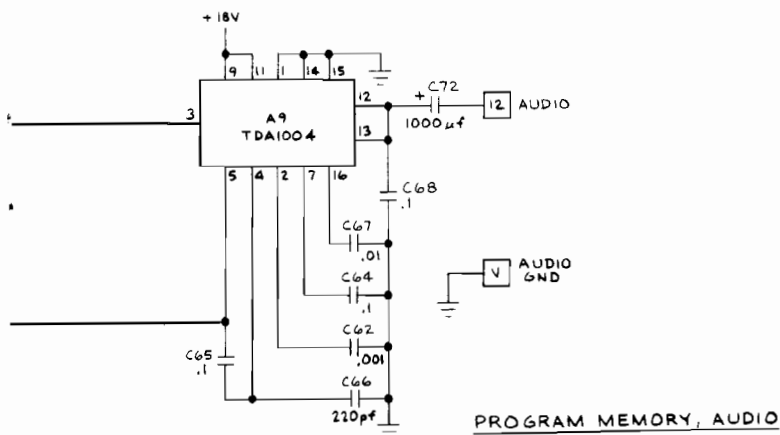 + 18V
9 11 1 14 15
3
A9
TDA1004
12
13
5 4 2 7 16
+ C72
1000 µf
12 AUDIO
C68
.1
C67
.01
V AUDIO
GND
C64
.1
C62
.001
C65
.1
C66
220pf
PROGRAM MEMORY, AUDIO